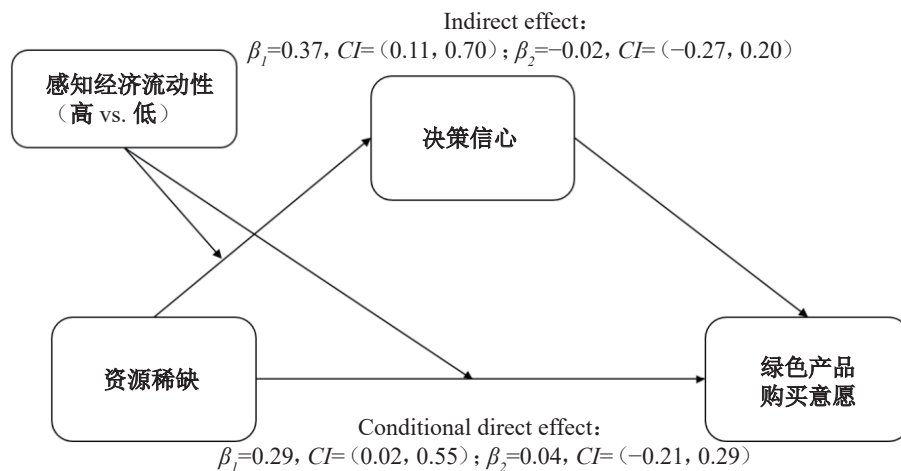 Indirect effect：
β1=0.37, CI=（0.11, 0.70）; β2=−0.02, CI=（−0.27, 0.20）
感知经济流动性
（高 vs. 低）
决策信心
资源稀缺
绿色产品
购买意愿
Conditional direct effect：
β1=0.29, CI=（0.02, 0.55）; β2=0.04, CI=（−0.21, 0.29）